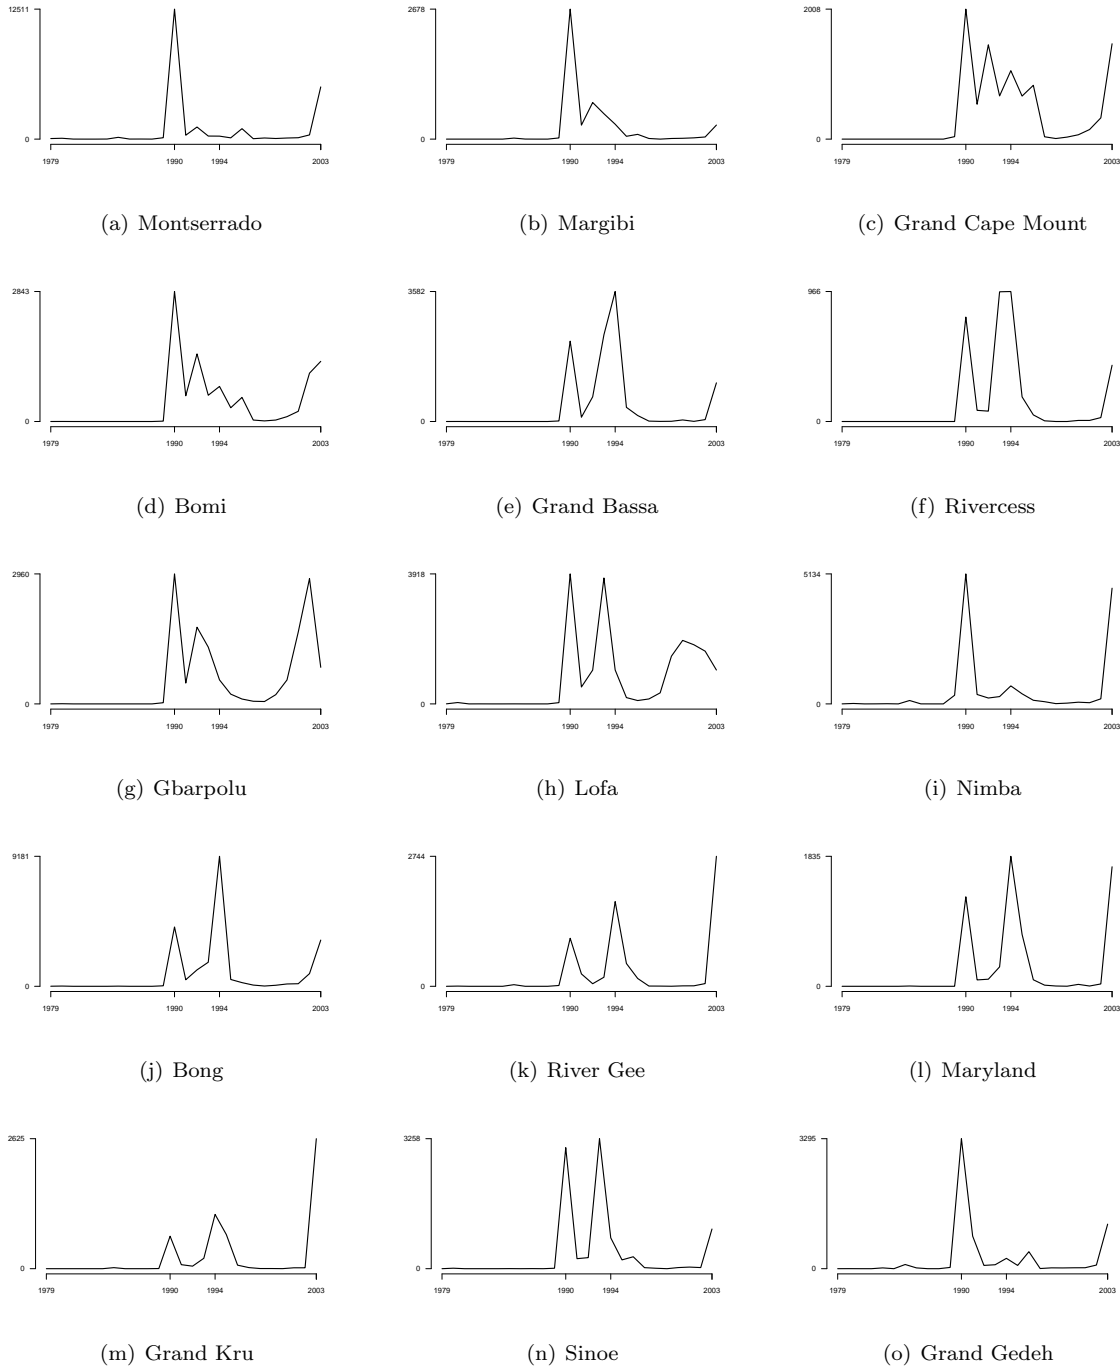 12511
0
1979 1990 1994 2003
(a) Montserrado
2678
0
1979 1990 1994 2003
(b) Margibi
2008
0
1979 1990 1994 2003
(c) Grand Cape Mount
2843
0
1979 1990 1994 2003
(d) Bomi
3582
0
1979 1990 1994 2003
(e) Grand Bassa
966
0
1979 1990 1994 2003
(f) Rivercess
2960
0
1979 1990 1994 2003
(g) Gbarpolu
3918
0
1979 1990 1994 2003
(h) Lofa
5134
0
1979 1990 1994 2003
(i) Nimba
9181
0
1979 1990 1994 2003
(j) Bong
2744
0
1979 1990 1994 2003
(k) River Gee
1835
0
1979 1990 1994 2003
(l) Maryland
2625
0
1979 1990 1994 2003
(m) Grand Kru
3258
0
1979 1990 1994 2003
(n) Sinoe
3295
0
1979 1990 1994 2003
(o) Grand Gedeh